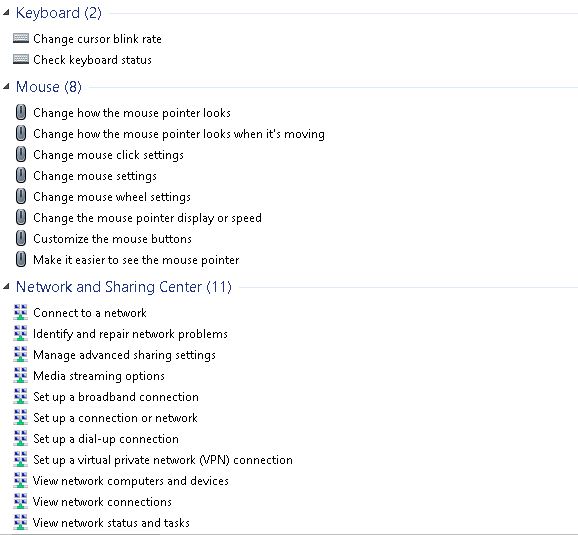 Keyboard (2)
Change cursor blink rate
Check keyboard status
Mouse (8)
Change how the mouse pointer looks
Change how the mouse pointer looks when it's moving
Change mouse click settings
Change mouse settings
Change mouse wheel settings
Change the mouse pointer display or speed
Customize the mouse buttons
Make it easier to see the mouse pointer
Network and Sharing Center (11)
Connect to a network
Identify and repair network problems
Manage advanced sharing settings
Media streaming options
Set up a broadband connection
Set up a connection or network
Set up a dial-up connection
Set up a virtual private network (VPN) connection
View network computers and devices
View network connections
View network status and tasks